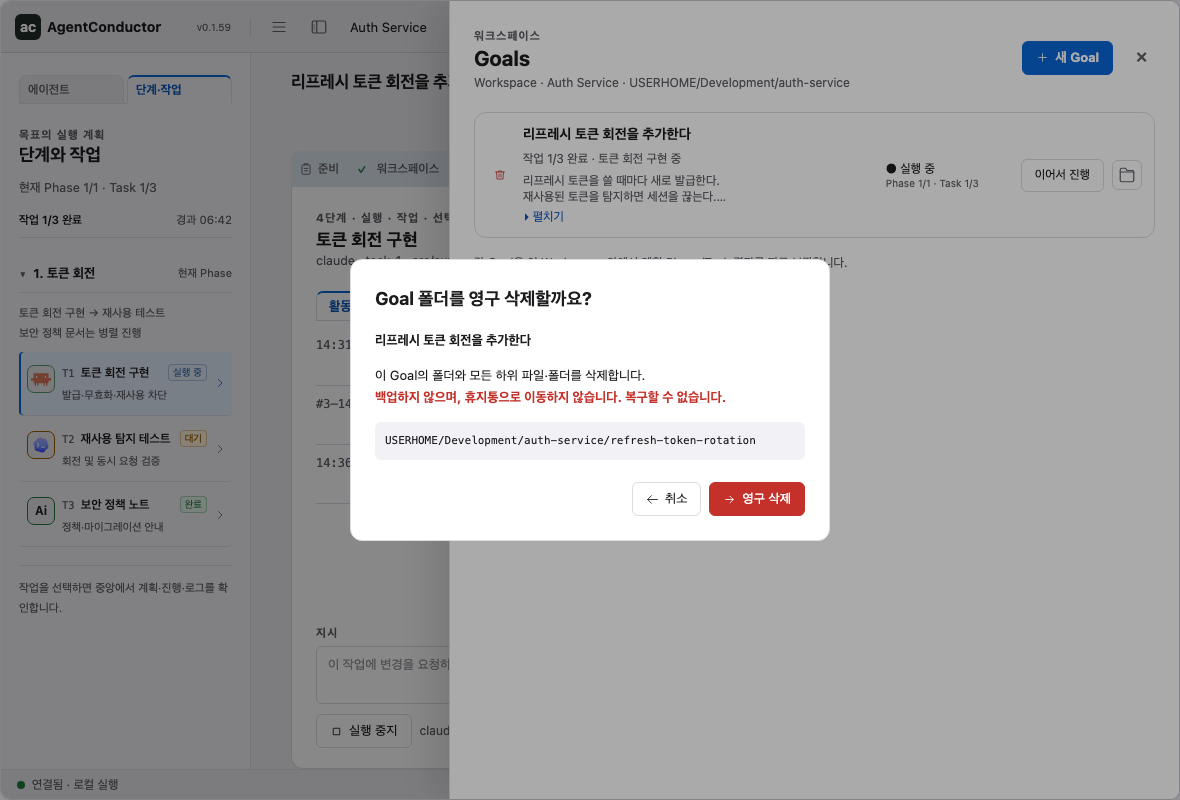 ac AgentConductor v0.1.59 Auth Service
에이전트 단계·작업
목표의 실행 계획
단계와 작업
현재 Phase 1/1 · Task 1/3
작업 1/3 완료 경과 06:42
1. 토큰 회전 현재 Phase
토큰 회전 구현 → 재사용 테스트
보안 정책 문서는 병렬 진행
T1 토큰 회전 구현 실행 중
발급·무효화·재사용 차단
T2 재사용 탐지 테스트 대기
회전 및 동시 요청 검증
Ai T3 보안 정책 노트 완료
정책·마이그레이션 안내
작업을 선택하면 중앙에서 계획·진행·로그를 확
인합니다.
연결됨 · 로컬 실행
리프레시 토큰 회전을 추
준비 ✓ 워크스페이스
4단계 · 실행 · 작업 · 선택
토큰 회전 구현
활동
14:31
#3–14
14:36
지시
이 작업에 변경을 요청하
실행 중지 claud
워크스페이스
Goals
Workspace · Auth Service · USERHOME/Development/auth-service
+ 새 Goal ✕
리프레시 토큰 회전을 추가한다
작업 1/3 완료 · 토큰 회전 구현 중
리프레시 토큰을 쓸 때마다 새로 발급한다.
재사용된 토큰을 탐지하면 세션을 끊는다....
펼치기
실행 중
Phase 1/1 · Task 1/3
이어서 진행
Goal 폴더를 영구 삭제할까요?
리프레시 토큰 회전을 추가한다
이 Goal의 폴더와 모든 하위 파일·폴더를 삭제합니다.
백업하지 않으며, 휴지통으로 이동하지 않습니다. 복구할 수 없습니다.
USERHOME/Development/auth-service/refresh-token-rotation
← 취소 → 영구 삭제